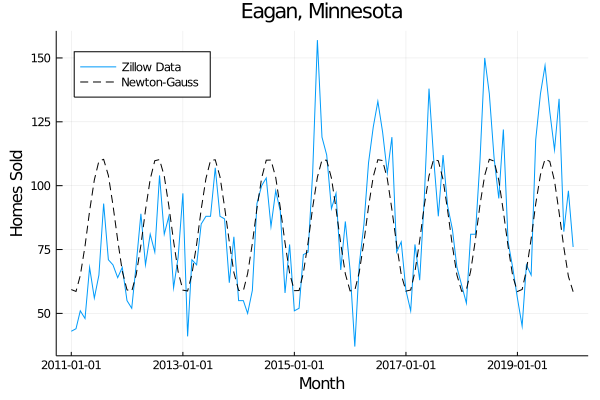 Eagan, Minnesota
150
125
100
75
50
Homes Sold
Zillow Data
Newton-Gauss
2011-01-01
2013-01-01
2015-01-01
2017-01-01
2019-01-01
Month